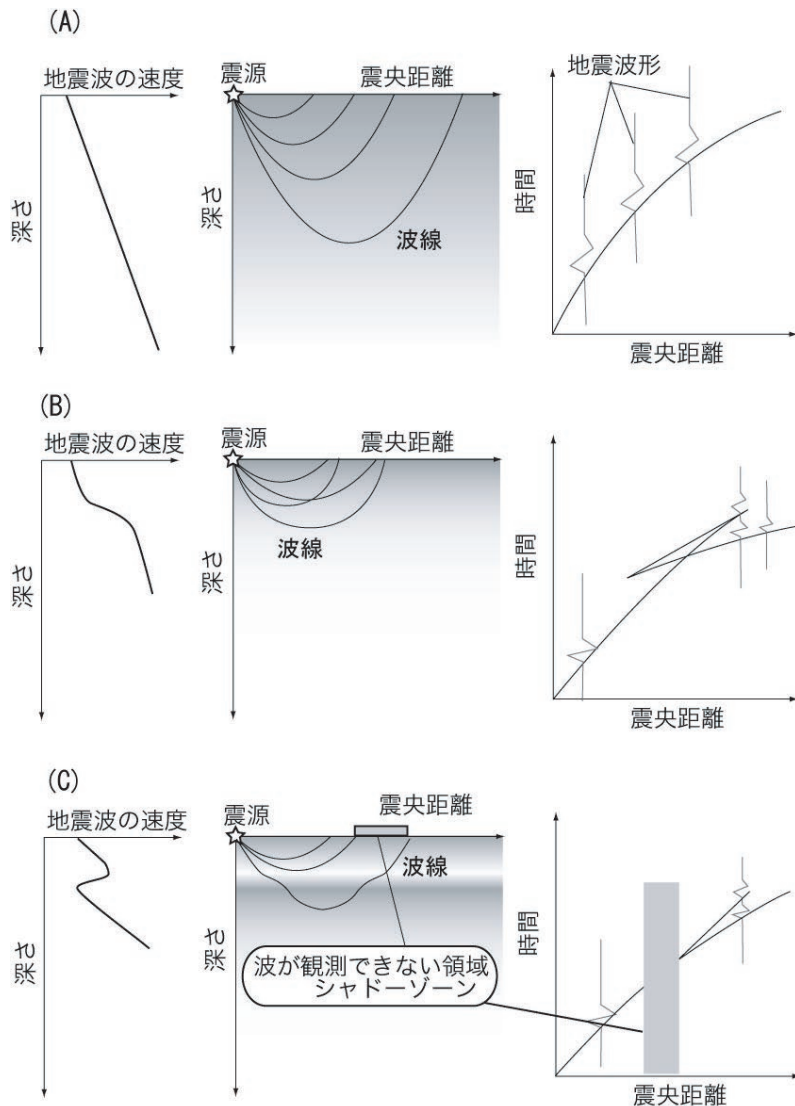 (A)
地震波の速度
深さ
震源
震央距離
深さ
波線
地震波形
時間
震央距離
(B)
地震波の速度
深さ
震源
震央距離
深さ
波線
時間
震央距離
(C)
地震波の速度
深さ
震源
震央距離
深さ
波線
波が観測できない領域
シャドーゾーン
時間
震央距離